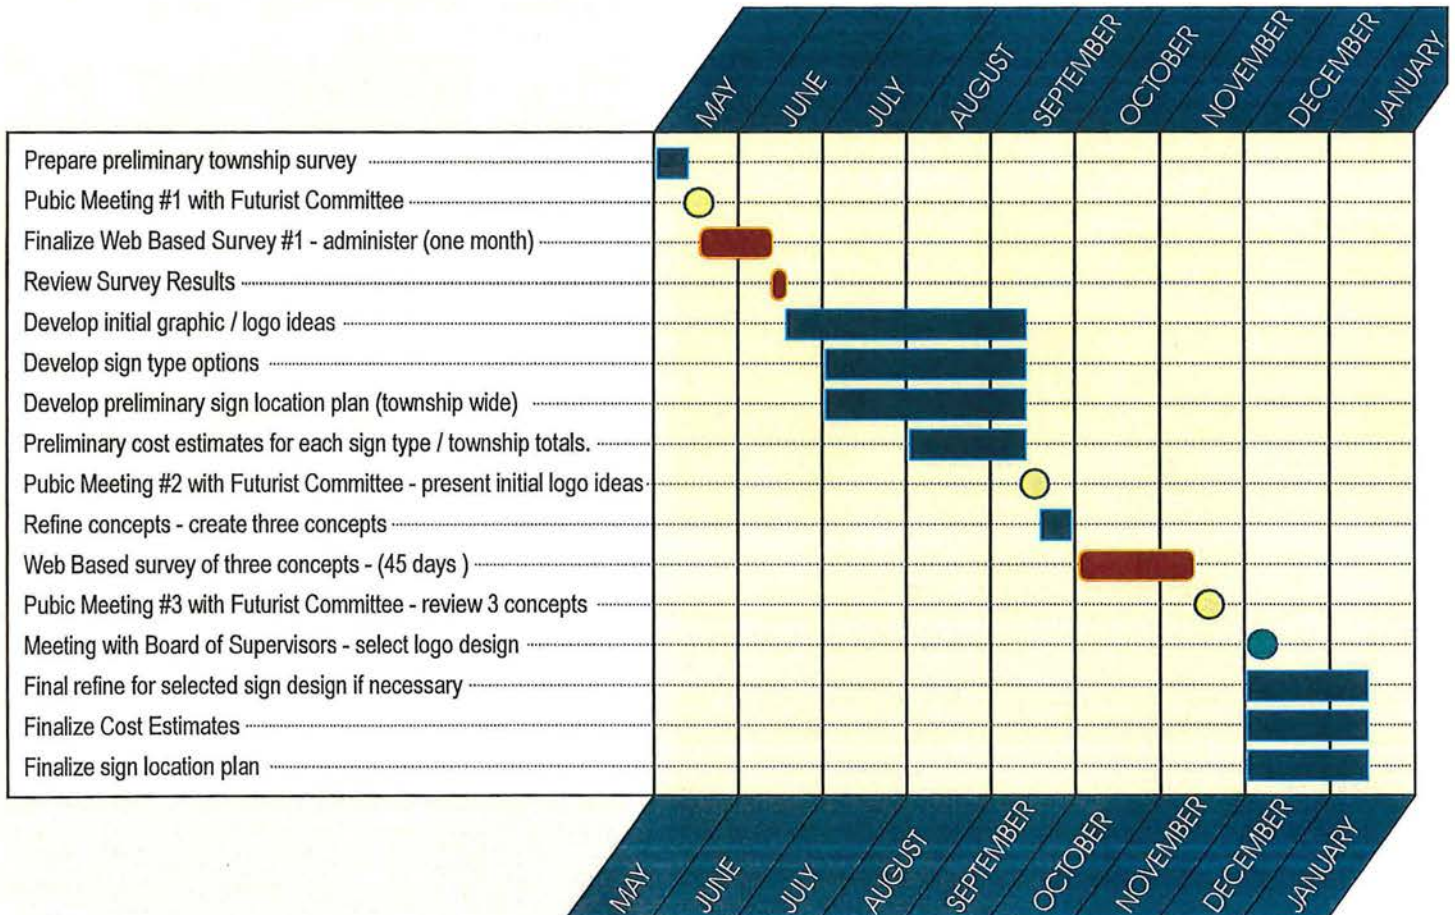 MAY JUNE JULY AUGUST SEPTEMBER OCTOBER NOVEMBER DECEMBER JANUARY
Prepare preliminary township survey
Pubic Meeting #1 with Futurist Committee
Finalize Web Based Survey #1 - administer (one month)
Review Survey Results
Develop initial graphic / logo ideas
Develop sign type options
Develop preliminary sign location plan (township wide)
Preliminary cost estimates for each sign type / township totals.
Pubic Meeting #2 with Futurist Committee - present initial logo ideas
Refine concepts - create three concepts
Web Based survey of three concepts - (45 days )
Pubic Meeting #3 with Futurist Committee - review 3 concepts
Meeting with Board of Supervisors - select logo design
Final refine for selected sign design if necessary
Finalize Cost Estimates
Finalize sign location plan
MAY JUNE JULY AUGUST SEPTEMBER OCTOBER NOVEMBER DECEMBER JANUARY